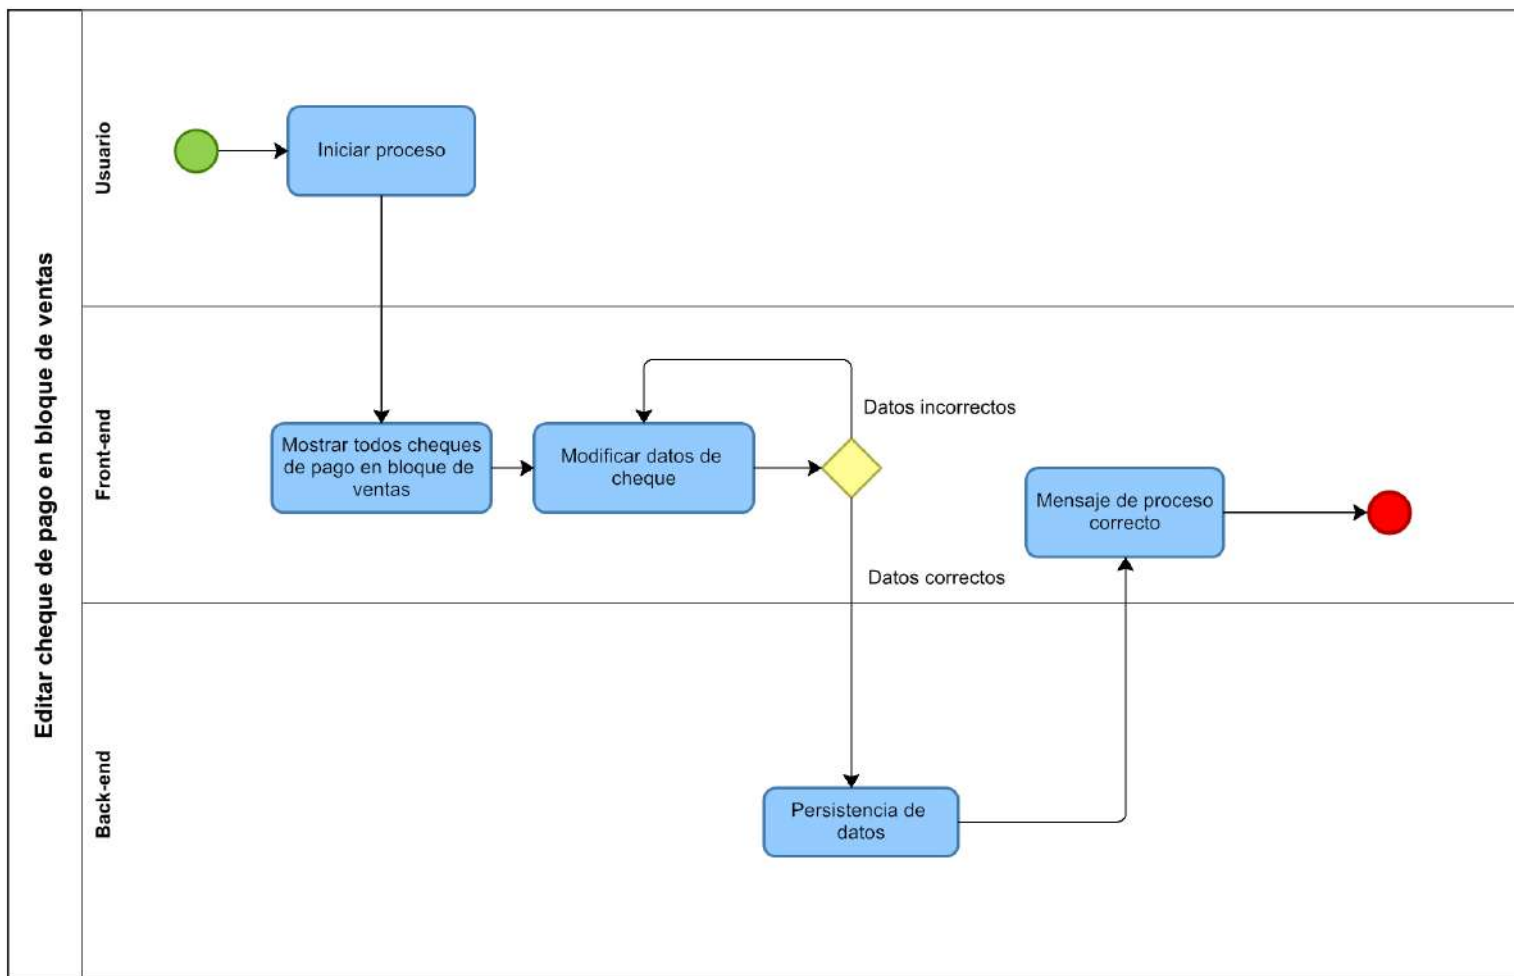 Editar cheque de pago en bloque de ventas
Usuario
Iniciar proceso
Front-end
Mostrar todos cheques
de pago en bloque de
ventas
Modificar datos de
cheque
Datos incorrectos
Datos correctos
Mensaje de proceso
correcto
Back-end
Persistencia de
datos